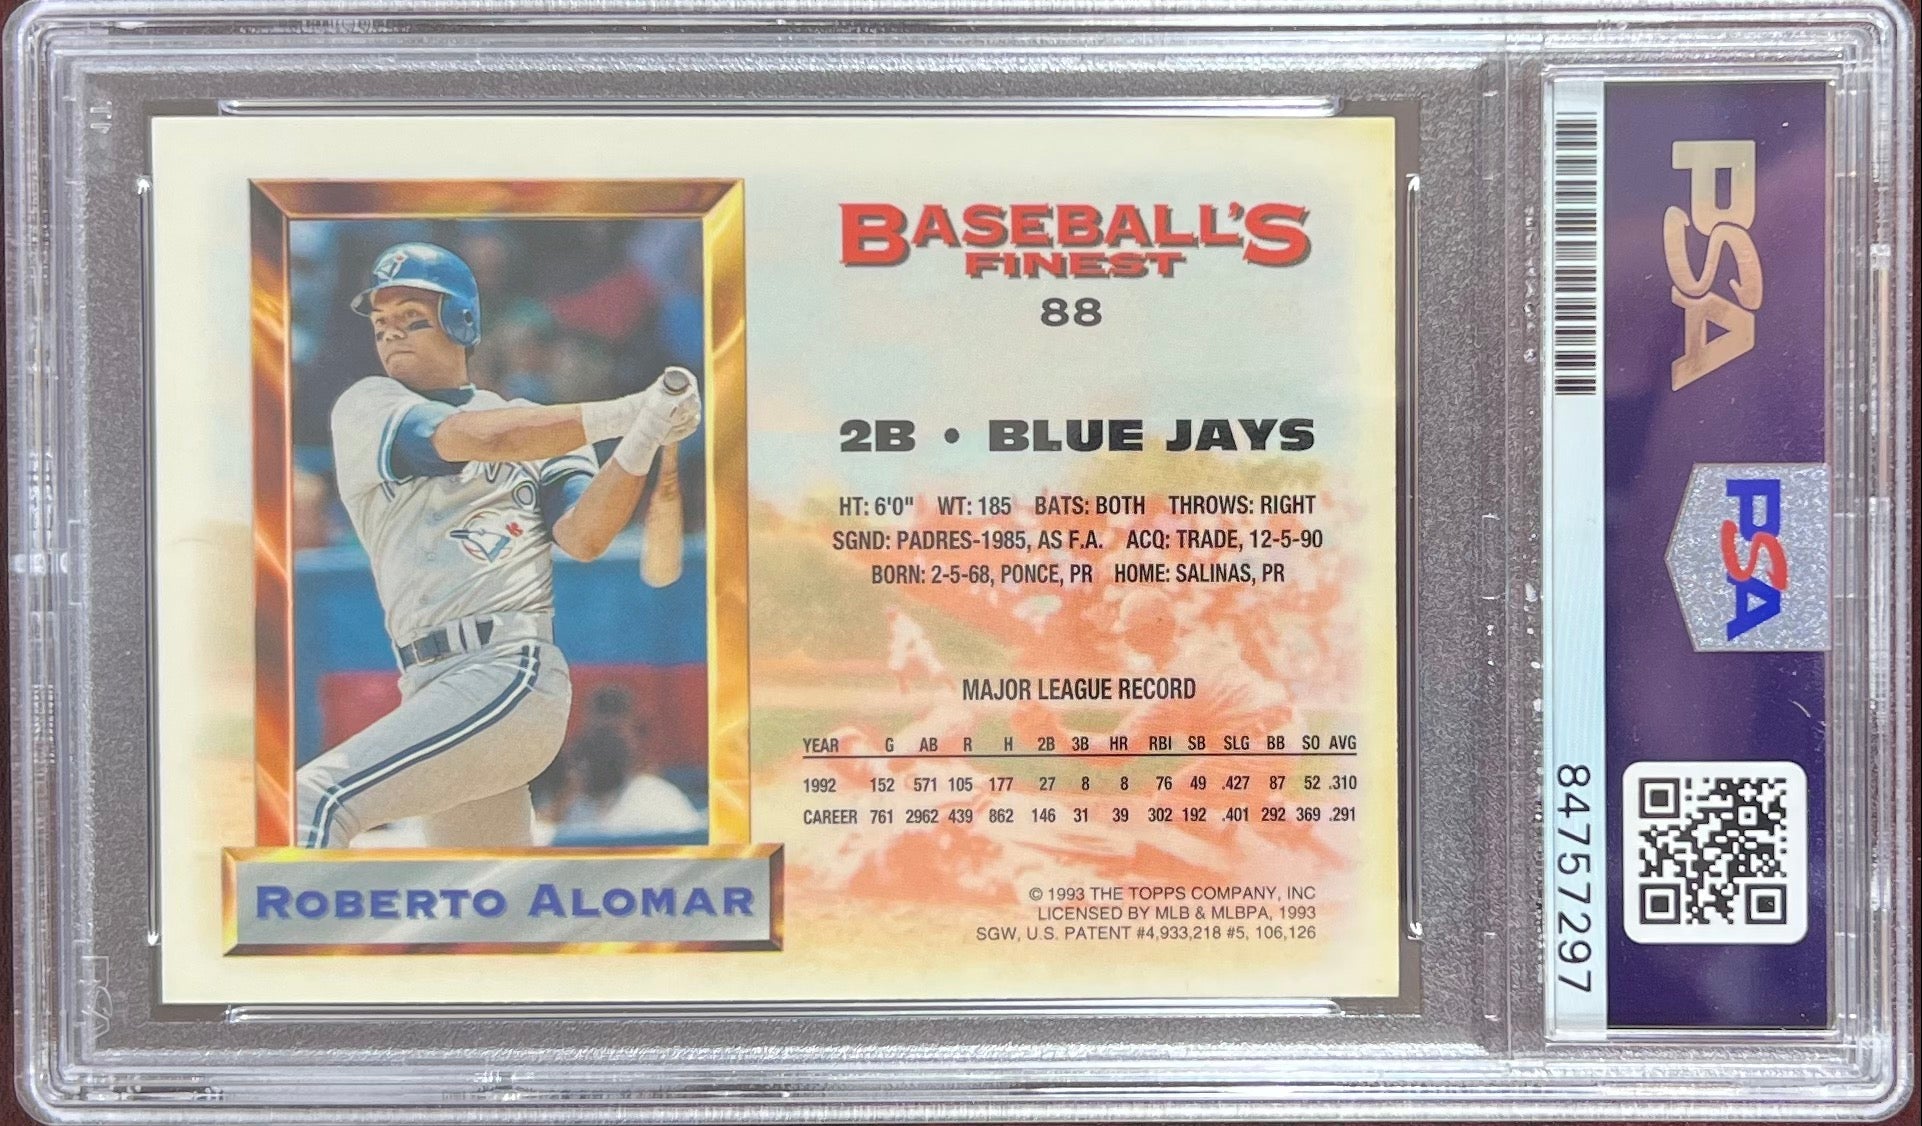 BASEBALL'S
FINEST
88
2B • BLUE JAYS
HT: 6'0" WT: 185 BATS: BOTH THROWS: RIGHT
SGND: PADRES-1985, AS F.A. ACQ: TRADE, 12-5-90
BORN: 2-5-68, PONCE, PR HOME: SALINAS, PR
MAJOR LEAGUE RECORD
YEAR G AB R H 2B 3B HR RBI SB SLG BB SO AVG
1992 152 571 105 177 27 8 8 76 49 .427 87 52 .310
CAREER 761 2962 439 862 146 31 39 302 192 .401 292 369 .291
© 1993 THE TOPPS COMPANY, INC
LICENSED BY MLB & MLBPA, 1993
SGW, U.S. PATENT #4,933,218 #5, 106,126
ROBERTO ALOMAR
PSA
PSA
84757297